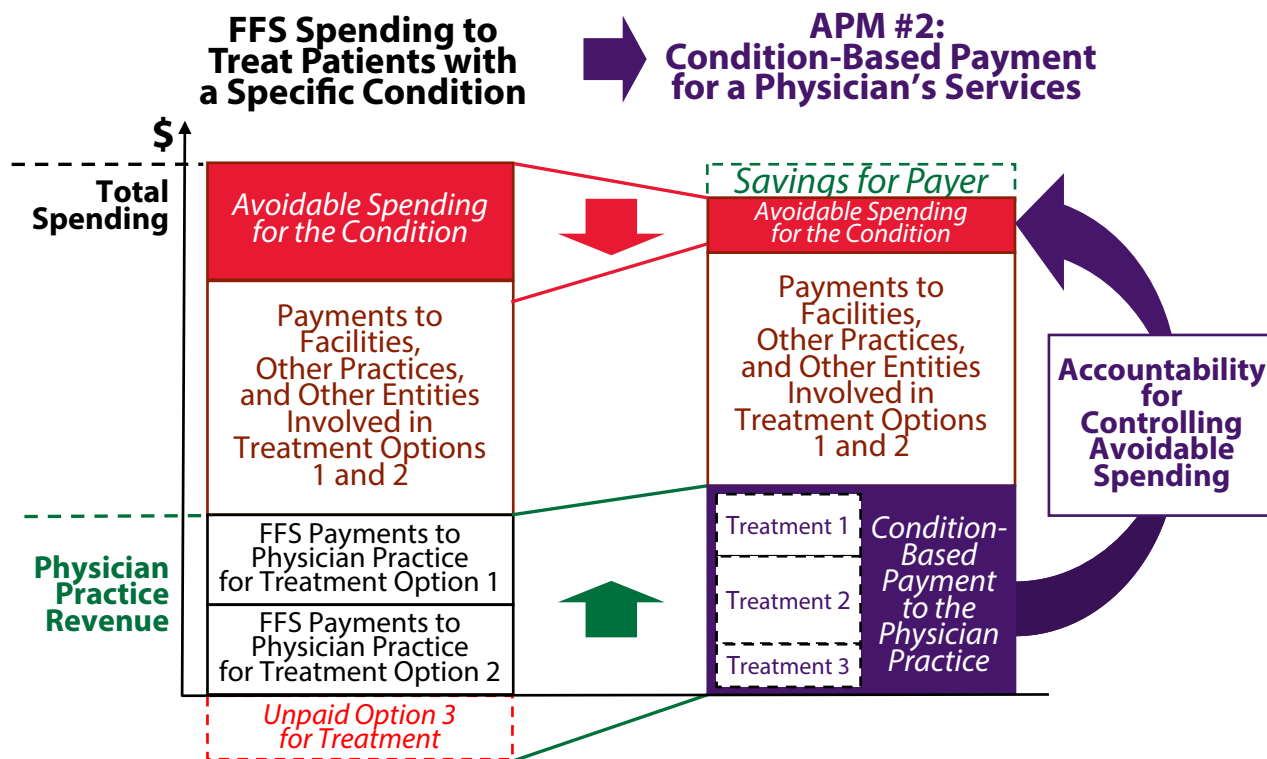 FFS Spending to
Treat Patients with
a Specific Condition
APM #2:
Condition-Based Payment
for a Physician’s Services
$
Total
Spending
Avoidable Spending
for the Condition
Payments to
Facilities,
Other Practices,
and Other Entities
Involved in
Treatment Options
1 and 2
Physician
Practice
Revenue
FFS Payments to
Physician Practice
for Treatment Option 1
FFS Payments to
Physician Practice
for Treatment Option 2
Unpaid Option 3
for Treatment
Savings for Payer
Avoidable Spending
for the Condition
Payments to
Facilities,
Other Practices,
and Other Entities
Involved in
Treatment Options
1 and 2
Treatment 1
Treatment 2
Treatment 3
Condition-
Based
Payment
to the
Physician
Practice
Accountability
for
Controlling
Avoidable
Spending